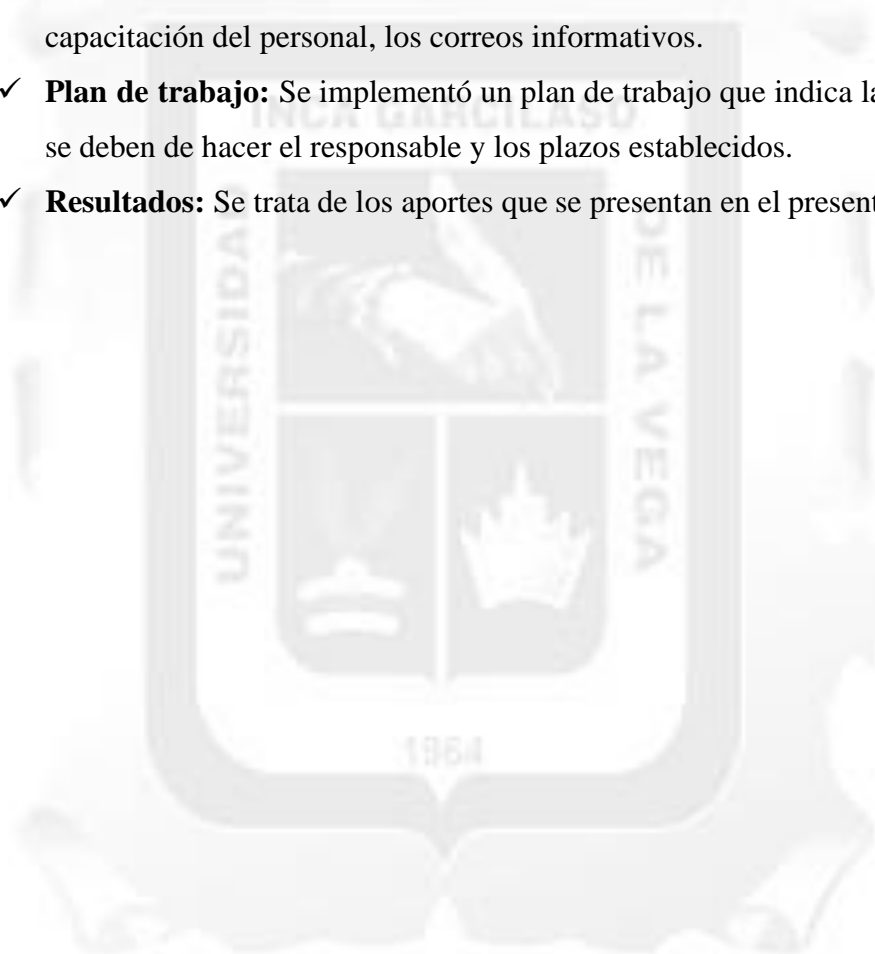 capacitación del personal, los correos informativos.
✓ Plan de trabajo: Se implementó un plan de trabajo que indica la
se deben de hacer el responsable y los plazos establecidos.
✓ Resultados: Se trata de los aportes que se presentan en el present
UNIVERSIDAD
INCA GARCILASO
DE LA VEGA
1964